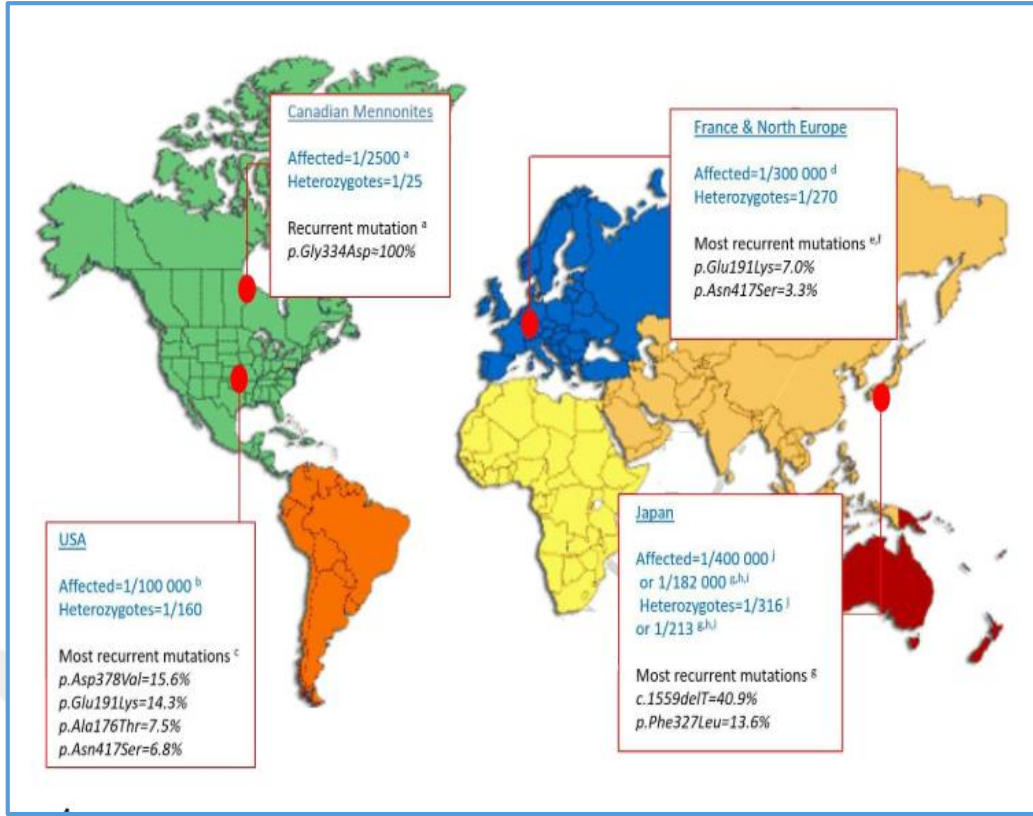 Canadian Mennonites
Affected=1/2500 ᵃ
Heterozygotes=1/25
Recurrent mutation ᵃ
p.Gly334Asp=100%
France & North Europe
Affected=1/300 000 ᵈ
Heterozygotes=1/270
Most recurrent mutations ᵉ,ᶠ
p.Glu191Lys=7.0%
p.Asn417Ser=3.3%
USA
Affected=1/100 000 ᵇ
Heterozygotes=1/160
Most recurrent mutations ᶜ
p.Asp378Val=15.6%
p.Glu191Lys=14.3%
p.Ala176Thr=7.5%
p.Asn417Ser=6.8%
Japan
Affected=1/400 000 ʲ
or 1/182 000 ᵍ,ʰ,ⁱ
Heterozygotes=1/316 ʲ
or 1/213 ᵍ,ʰ,ⁱ
Most recurrent mutations ᵍ
c.1559delT=40.9%
p.Phe327Leu=13.6%